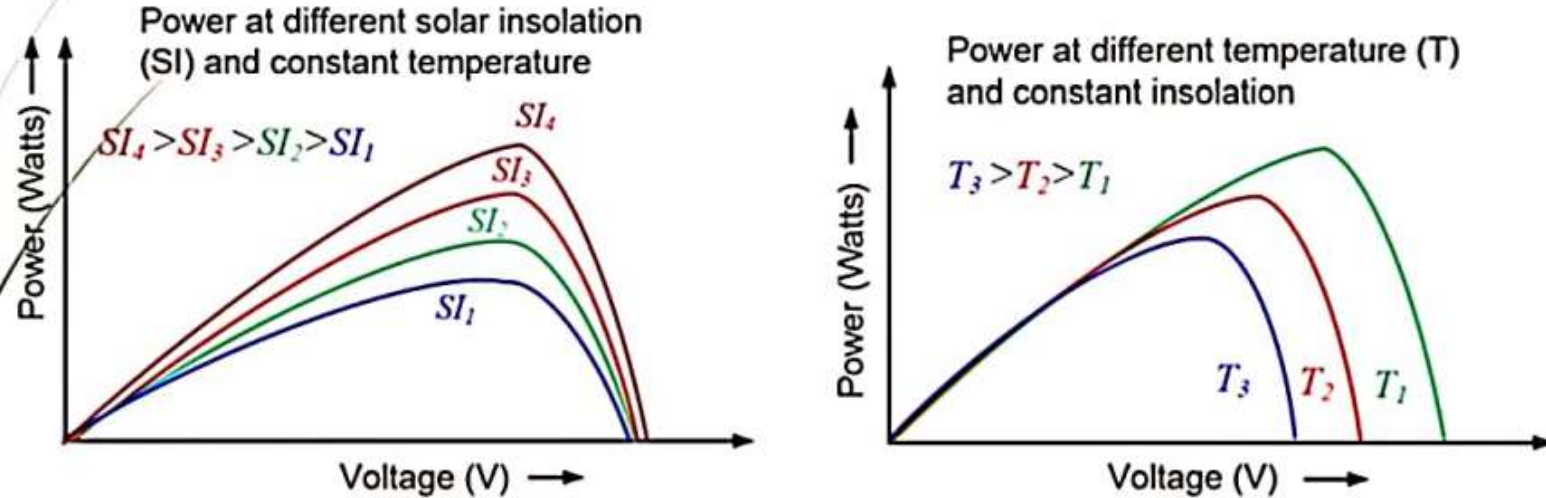 Power at different solar insolation
(SI) and constant temperature
SI₄ >SI₃ >SI₂>SI₁
SI₄
SI₃
SI₂
SI₁
Power (Watts)
Voltage (V)
Power at different temperature (T)
and constant insolation
T₃ >T₂>T₁
T₃ T₂ T₁
Power (Watts)
Voltage (V)